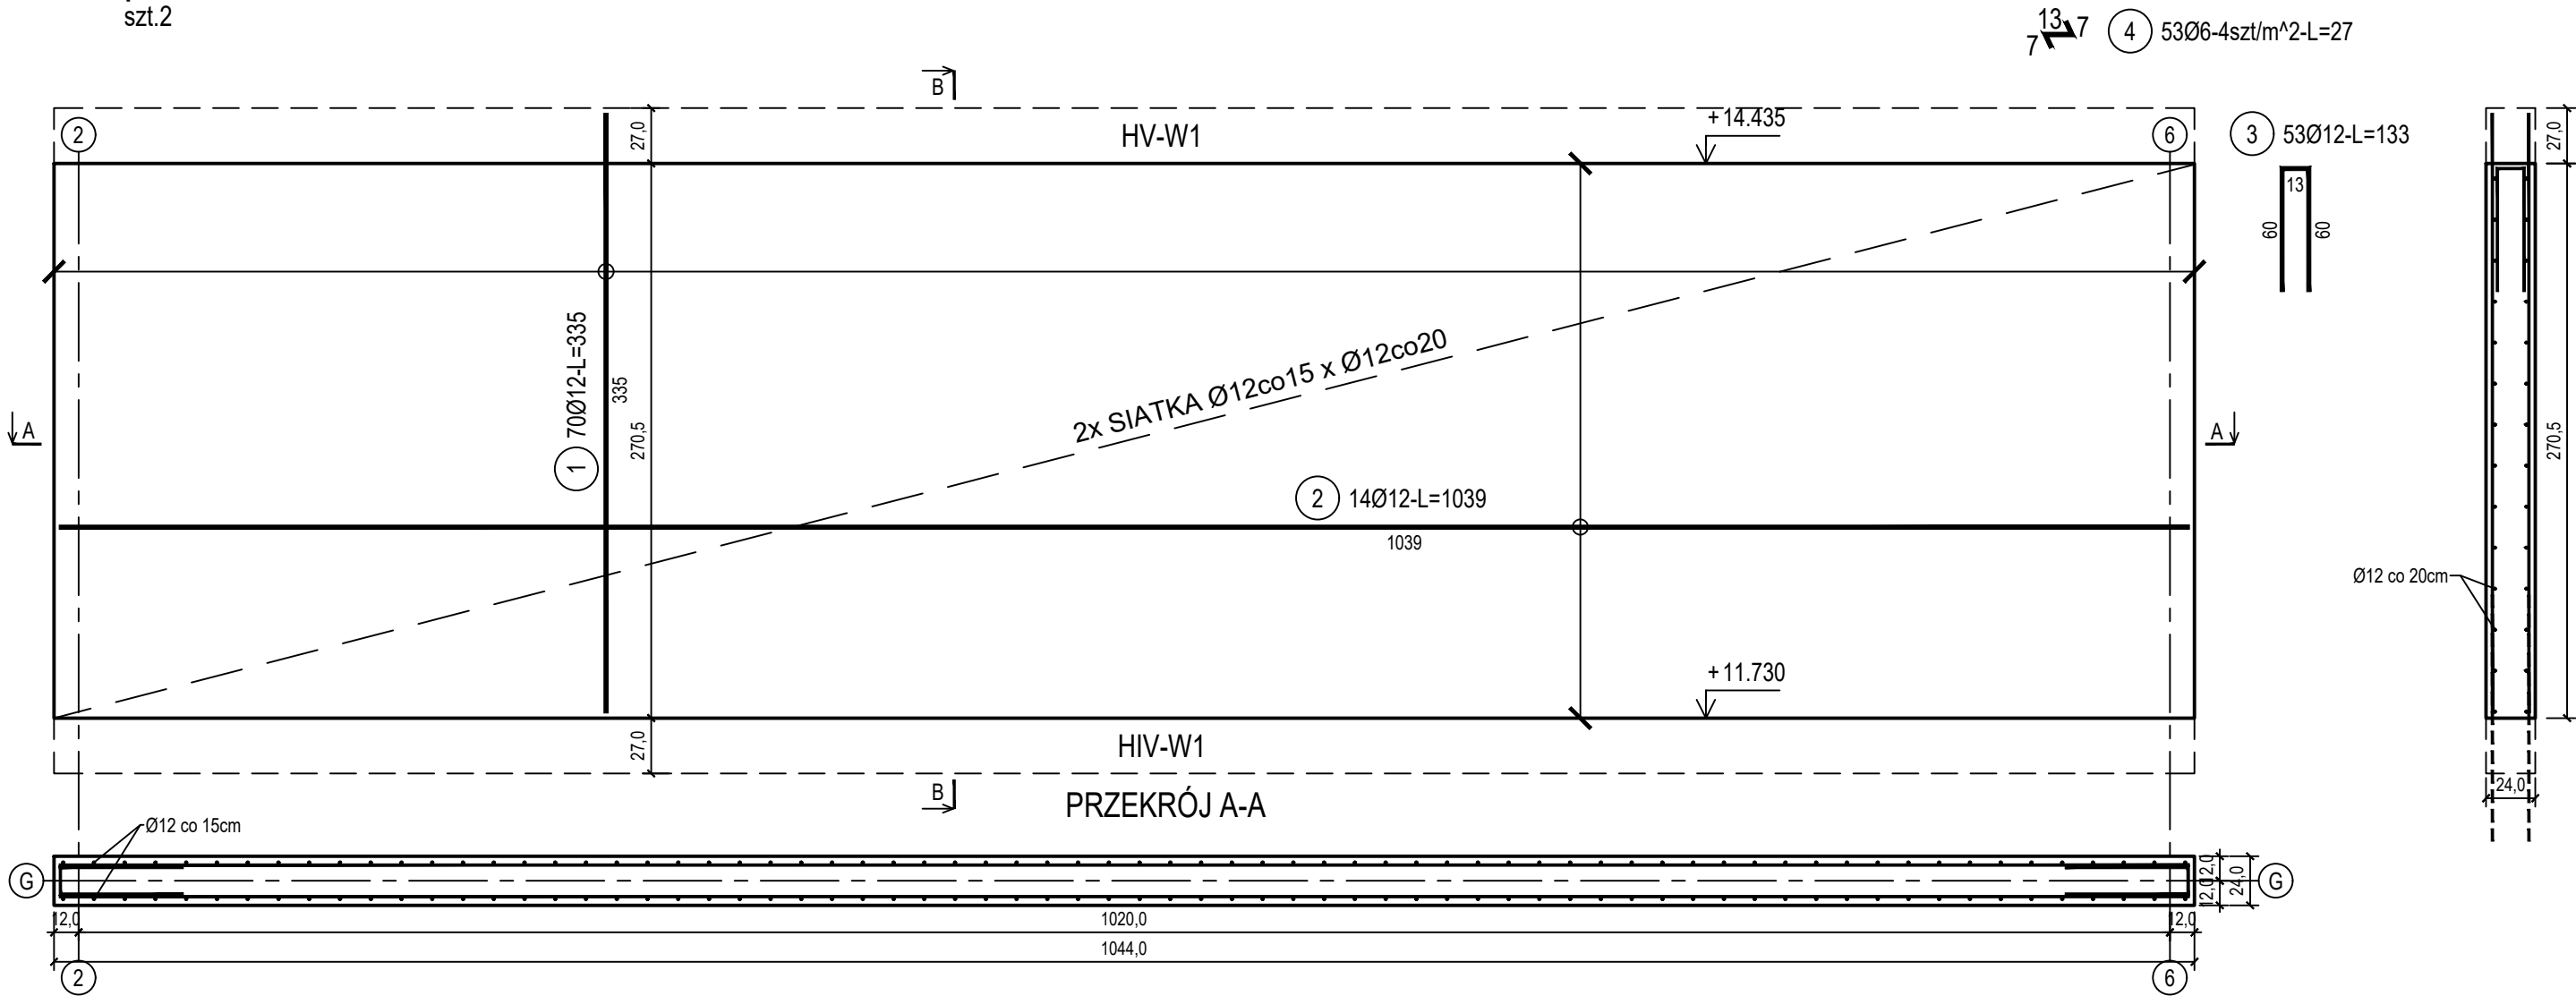 szt.2
13
7 7
4 53Ø6-4szt/m^2-L=27
B
2
27,0
HV-W1
+14.435
6
3 53Ø12-L=133
13
60 60
27,0
1 70Ø12-L=335
335
270,5
2x SIATKA Ø12co15 x Ø12co20
A
A
270,5
2 14Ø12-L=1039
1039
Ø12 co 20cm
+11.730
27,0
HIV-W1
B
24,0
PRZEKRÓJ A-A
Ø12 co 15cm
G
G
12,0
12,0
24,0
12,0
1020,0
12,0
1044,0
2
6